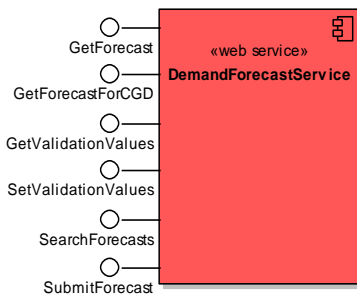 GetForecast
«web service»
DemandForecastService
GetForecastForCGD
GetValidationValues
SetValidationValues
SearchForecasts
SubmitForecast